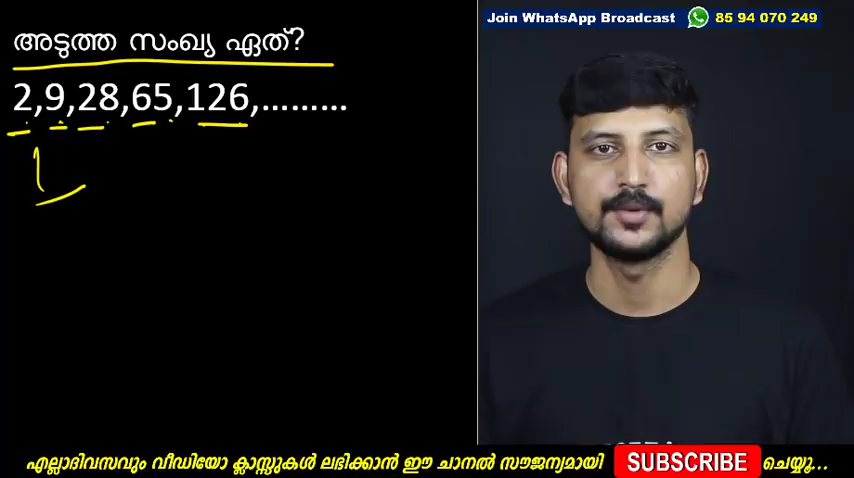 Join WhatsApp Broadcast 85 94 070 249
അടുത്ത സംഖ്യ ഏത്?
2,9,28,65,126,.........
എല്ലാദിവസവും വീഡിയോ ക്ലാസ്സുകൾ ലഭിക്കാൻ ഈ ചാനൽ സൗജന്യമായി SUBSCRIBE ചെയ്യൂ...